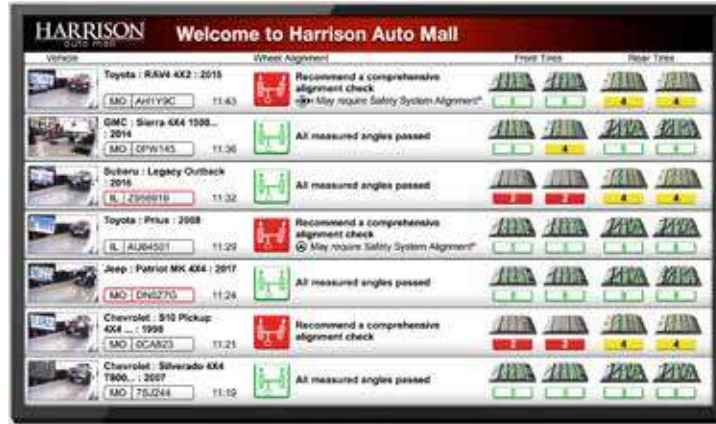 HARRISON
auto mall
Welcome to Harrison Auto Mall
Vehicle Wheel Alignment Front Tires Rear Tires
Toyota : RAV4 4X2 : 2015
Recommend a comprehensive
alignment check
May require Safety System Alignment*
MO AH1Y9C 11:43
4 4
GMC : Sierra 4X4 1500...
: 2014
All measured angles passed
MO 0PW145 11:36
4
Subaru : Legacy Outback
: 2016
All measured angles passed
IL 11:32
2 2 4 4
Toyota : Prius : 2008
Recommend a comprehensive
alignment check
May require Safety System Alignment*
IL AU84501 11:29
Jeep : Patriot MK 4X4 : 2017
All measured angles passed
MO DN0Z7G 11:24
Chevrolet : S10 Pickup
4X4 ... : 1998
Recommend a comprehensive
alignment check
MO 0CA823 11:21
2 2 4 4
Chevrolet : Silverado 4X4
: 2007
All measured angles passed
MO 7SJ244 11:19